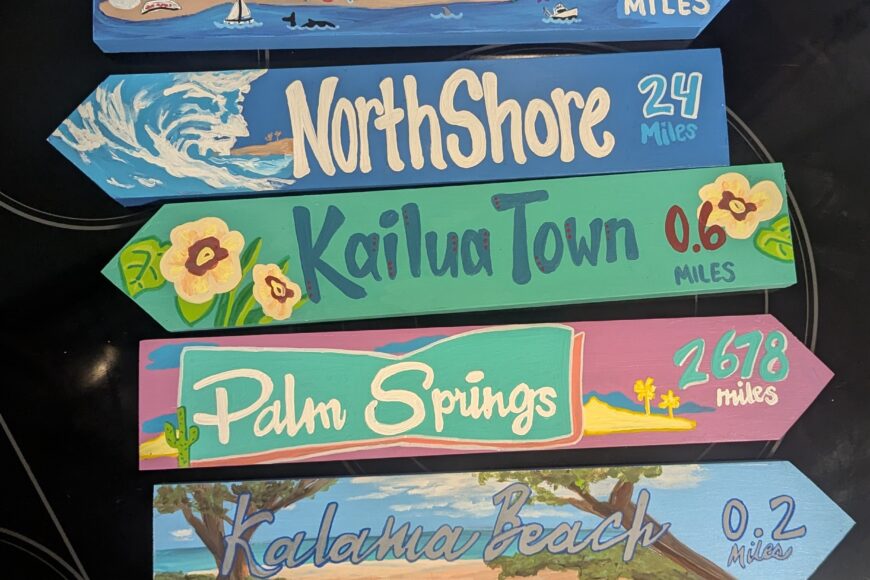 MILES
NorthShore 24 Miles
Kailua Town 0.6 MILES
Palm Springs 2678 miles
Kalama Beach 0.2 Miles